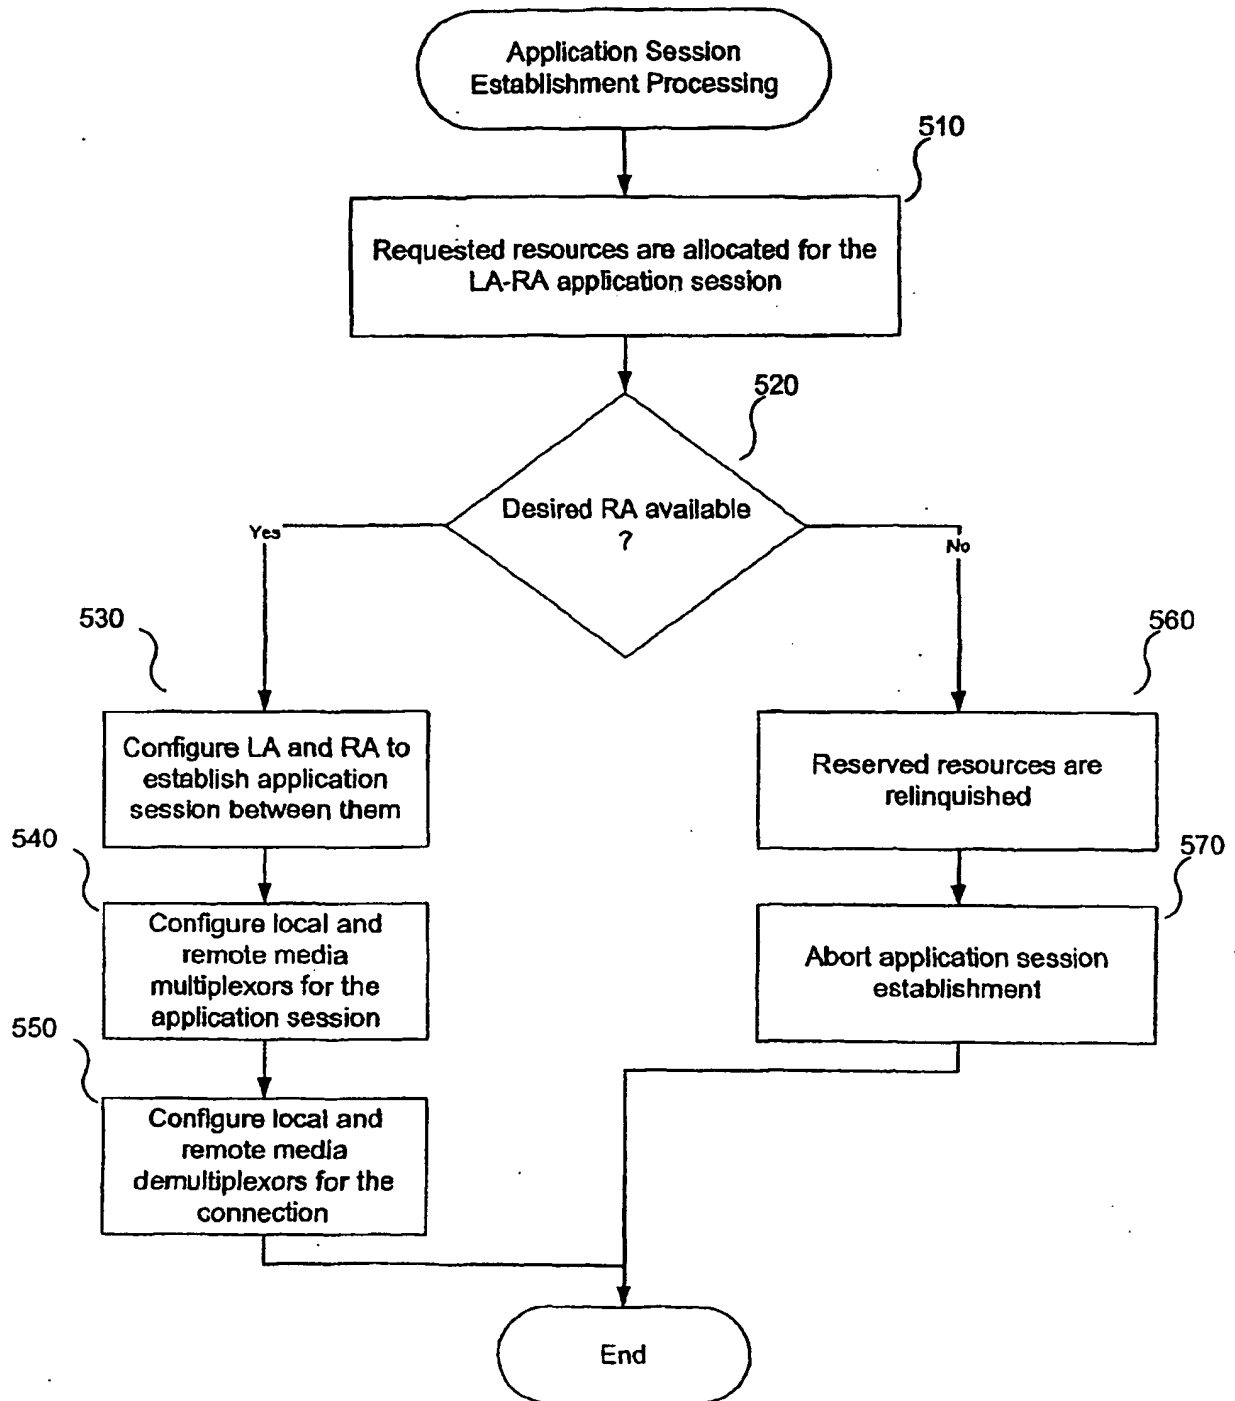 Application Session
Establishment Processing
510
Requested resources are allocated for the
LA-RA application session
520
Desired RA available
?
Yes
No
530
Configure LA and RA to
establish application
session between them
560
Reserved resources are
relinquished
540
Configure local and
remote media
multiplexors for the
application session
570
Abort application session
establishment
550
Configure local and
remote media
demultiplexors for the
connection
End